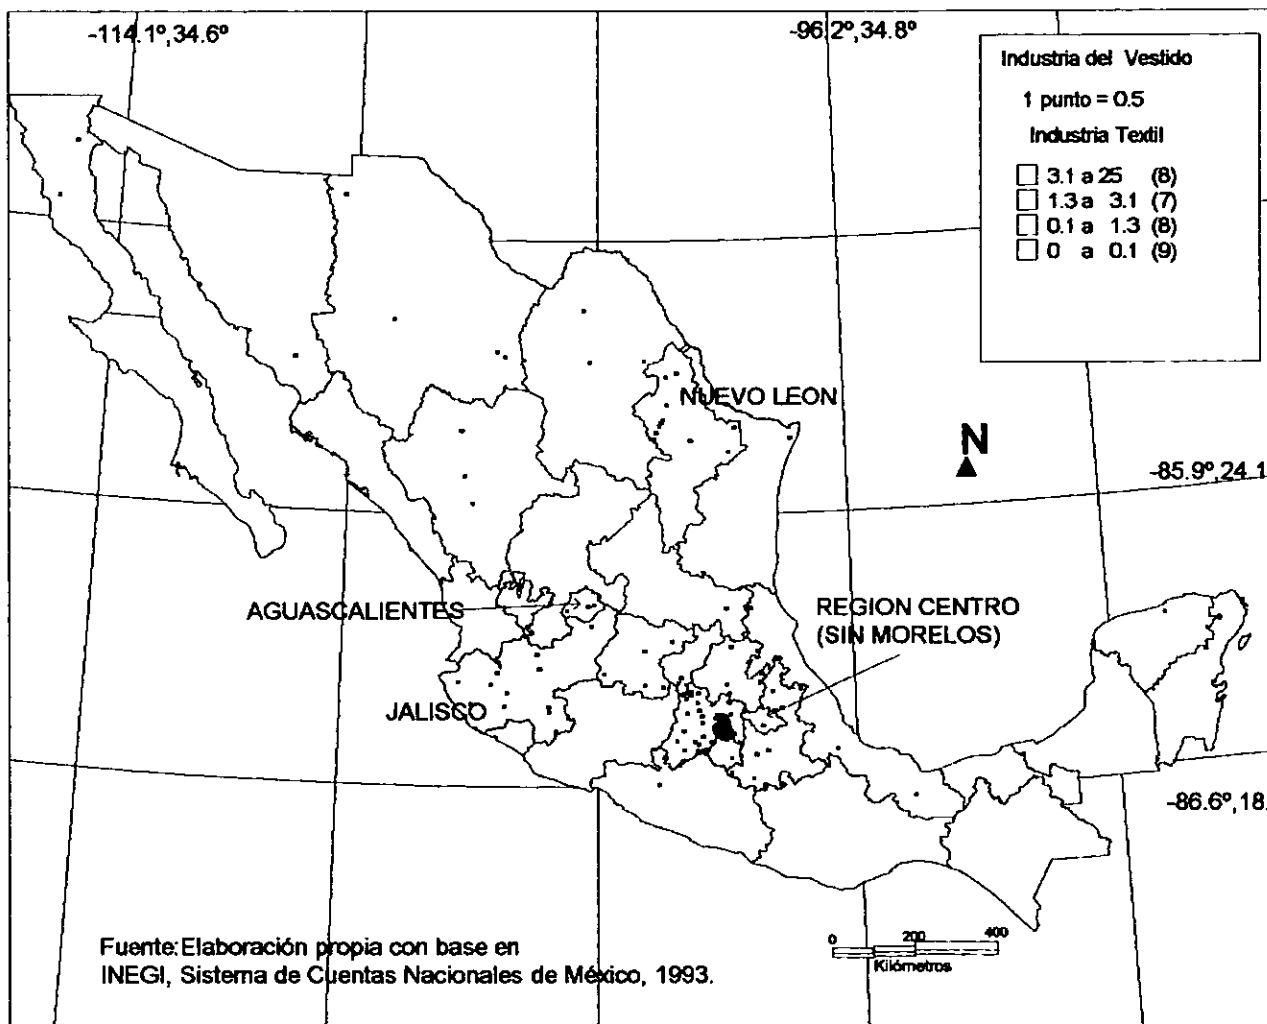 -114.1º,34.6º
-96.2º,34.8º
Industria del Vestido
1 punto = 0.5
Industria Textil
3.1 a 25 (8)
1.3 a 3.1 (7)
0.1 a 1.3 (8)
0 a 0.1 (9)
NUEVO LEON
N
-85.9º,24.1
AGUASCALIENTES
REGION CENTRO
(SIN MORELOS)
JALISCO
-86.6º,18.
Fuente:Elaboración propia con base en
INEGI, Sistema de Cuentas Nacionales de México, 1993.
0 200 400
Kilómetros